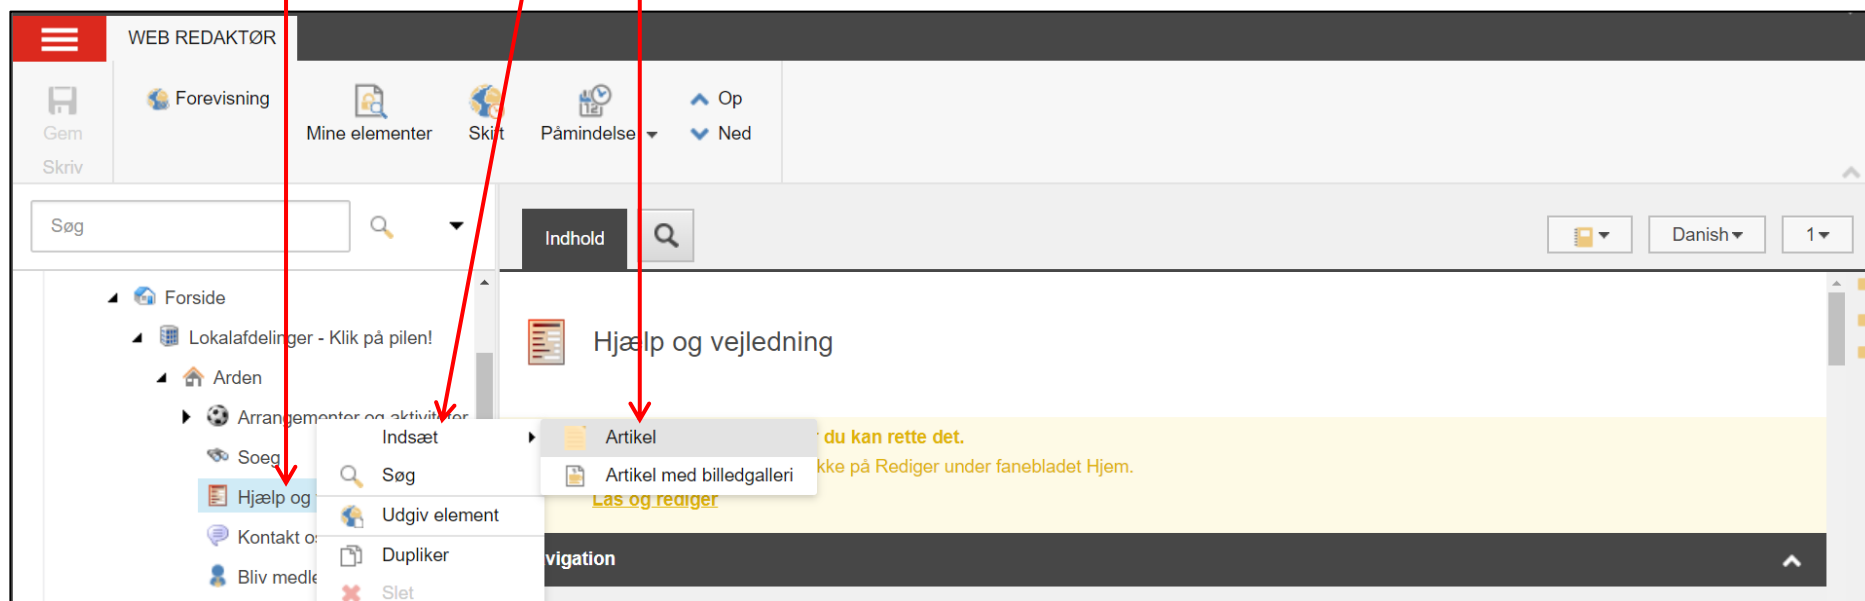 WEB REDAKTØR
Gem
Skriv
Forevisning
Mine elementer
Skift
Påmindelse
Op
Ned
Søg
Indhold
Danish
1
Forside
Lokalafdelinger - Klik på pilen!
Arden
Arrangementer og aktiviteter
Soeg
Hjælp og
Kontakt o
Bliv medle
Indsæt
Søg
Udgiv element
Dupliker
Slet
Artikel
Artikel med billedgalleri
Hjælp og vejledning
du kan rette det.
kke på Rediger under fanebladet Hjem.
Lås og rediger
vigation